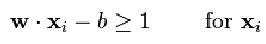 w · xᵢ − b ≥ 1 for xᵢ